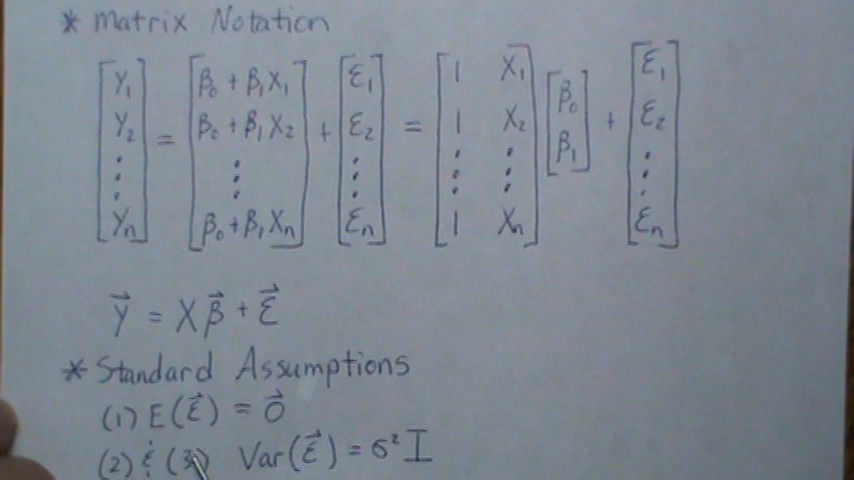 * Matrix Notation
[Y₁ Y₂ ⋮ Yₙ] = [β₀ + β₁X₁ β₀ + β₁X₂ ⋮ β₀ + β₁Xₙ] + [ε₁ ε₂ ⋮ εₙ] = [1 X₁ 1 X₂ ⋮ ⋮ 1 Xₙ] [β₀ β₁] + [ε₁ ε₂ ⋮ εₙ]
Y⃗ = Xβ⃗ + ε⃗
* Standard Assumptions
(1) E(ε⃗) = 0⃗
(2) & (3) Var(ε⃗) = σ² I